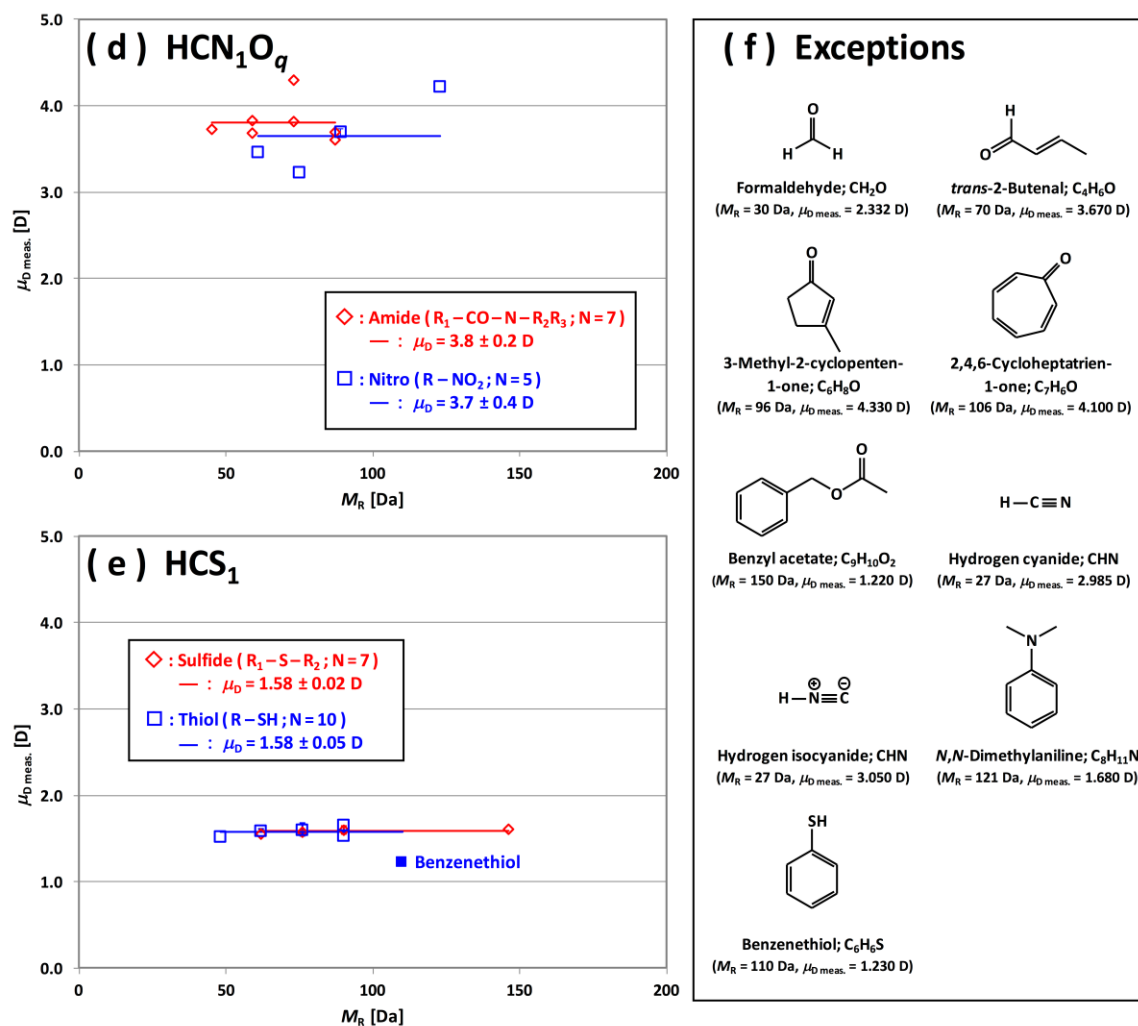 ( d ) HCN1Oq
5.0
4.0
3.0
2.0
1.0
0.0
μD meas. [D]
: Amide ( R1 – CO – N – R2R3 ; N = 7 )
— : μD = 3.8 ± 0.2 D
: Nitro ( R – NO2 ; N = 5 )
— : μD = 3.7 ± 0.4 D
0 50 100 150 200
MR [Da]
( e ) HCS1
5.0
4.0
3.0
2.0
1.0
0.0
μD meas. [D]
: Sulfide ( R1 – S – R2 ; N = 7 )
— : μD = 1.58 ± 0.02 D
: Thiol ( R – SH ; N = 10 )
— : μD = 1.58 ± 0.05 D
Benzenethiol
0 50 100 150 200
MR [Da]
( f ) Exceptions
O
H H
Formaldehyde; CH2O
(MR = 30 Da, μD meas. = 2.332 D)
H
O
trans-2-Butenal; C4H6O
(MR = 70 Da, μD meas. = 3.670 D)
O
3-Methyl-2-cyclopenten-
1-one; C6H8O
(MR = 96 Da, μD meas. = 4.330 D)
O
2,4,6-Cycloheptatrien-
1-one; C7H6O
(MR = 106 Da, μD meas. = 4.100 D)
O
O
Benzyl acetate; C9H10O2
(MR = 150 Da, μD meas. = 1.220 D)
H – C ≡ N
Hydrogen cyanide; CHN
(MR = 27 Da, μD meas. = 2.985 D)
⊕ ⊖
H – N ≡ C
Hydrogen isocyanide; CHN
(MR = 27 Da, μD meas. = 3.050 D)
N
N,N-Dimethylaniline; C8H11N
(MR = 121 Da, μD meas. = 1.680 D)
SH
Benzenethiol; C6H6S
(MR = 110 Da, μD meas. = 1.230 D)